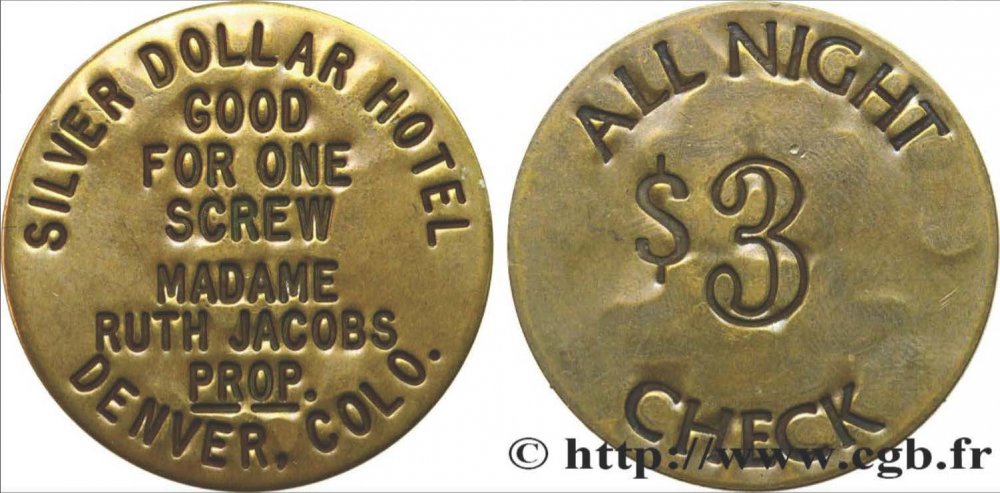 SILVER DOLLAR HOTEL
GOOD
FOR ONE
SCREW
MADAME
RUTH JACOBS
PROP.
DENVER, COLO.
ALL NIGHT
$3
CHECK
© http://www.cgb.fr